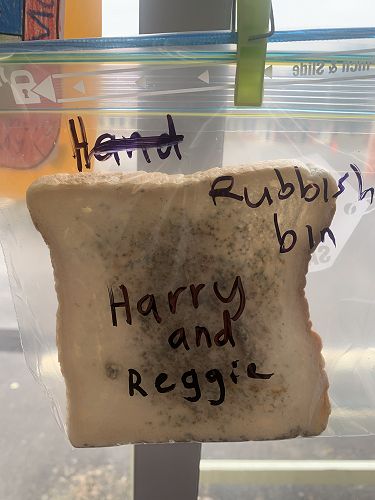 Hand
Rubbish
bin
Harry
and
Reggie